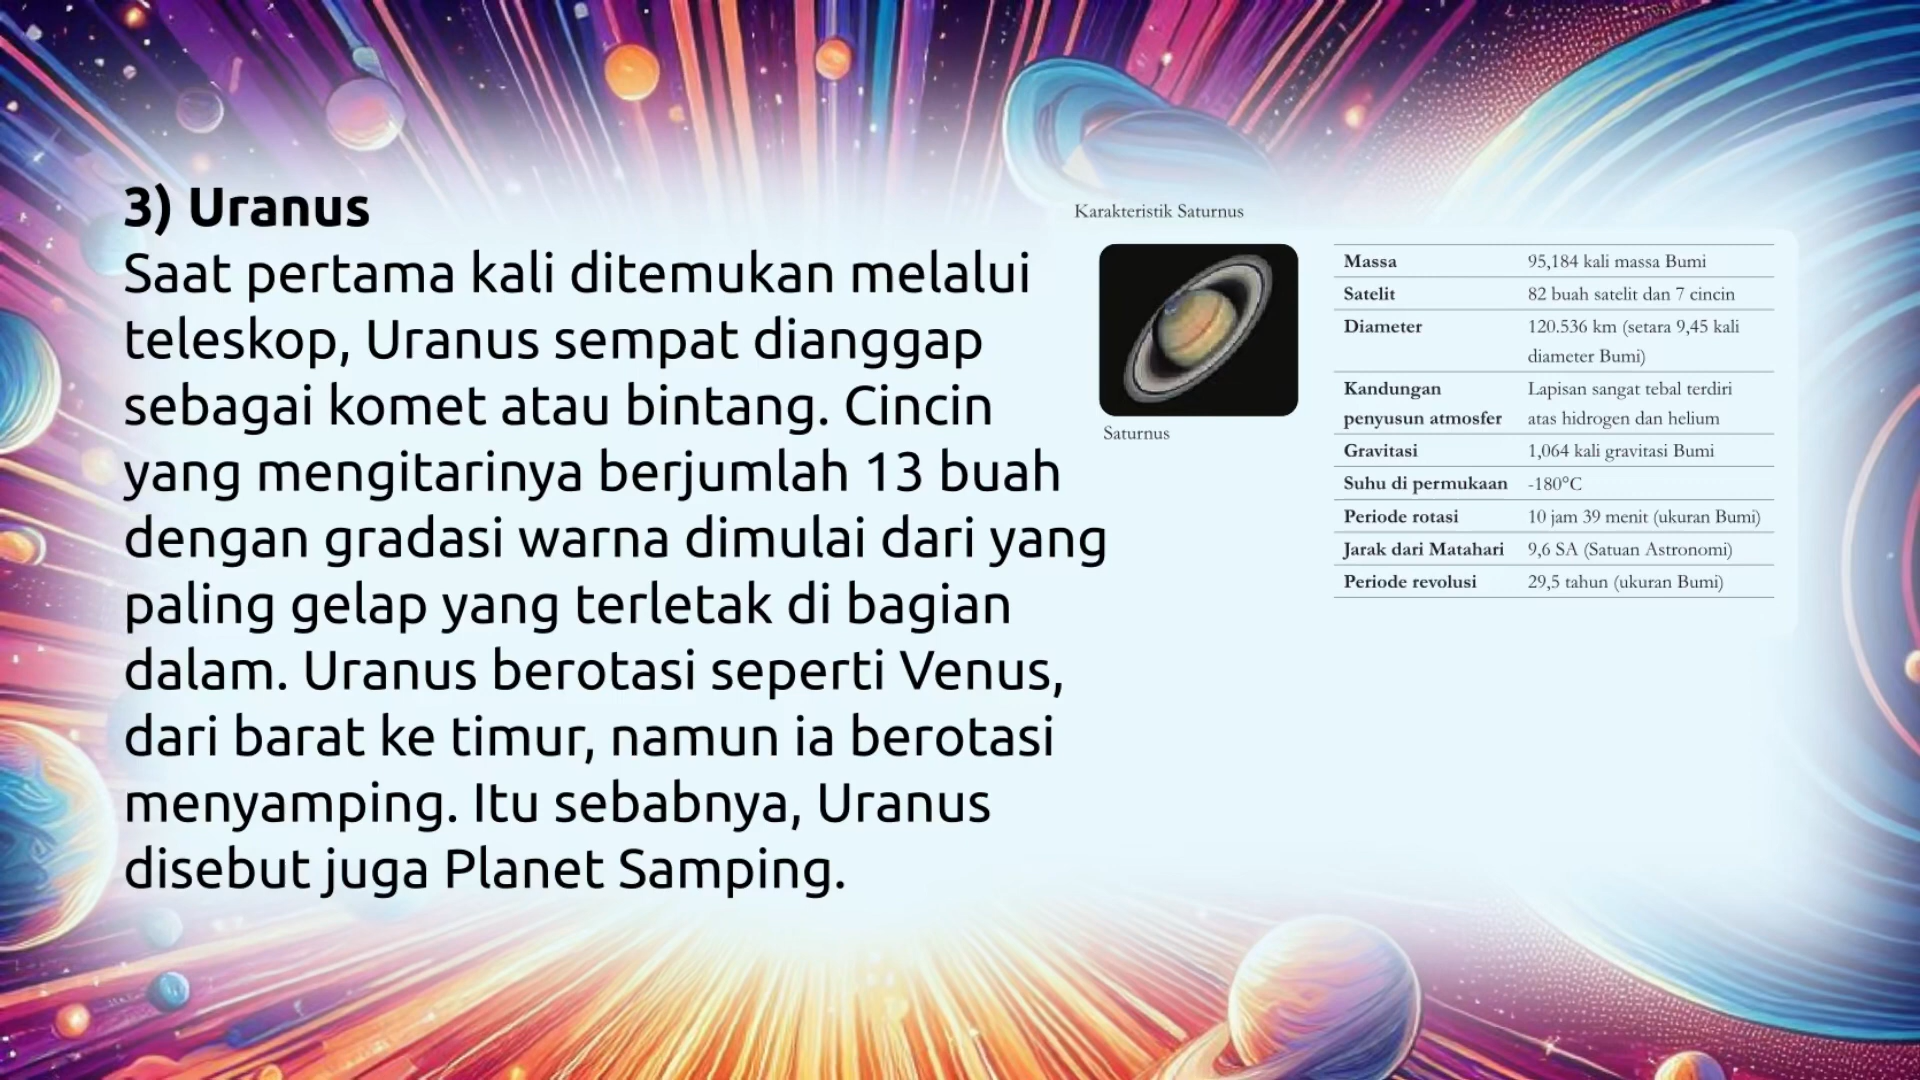 3) Uranus
Saat pertama kali ditemukan melalui
teleskop, Uranus sempat dianggap
sebagai komet atau bintang. Cincin
yang mengitarinya berjumlah 13 buah
dengan gradasi warna dimulai dari yang
paling gelap yang terletak di bagian
dalam. Uranus berotasi seperti Venus,
dari barat ke timur, namun ia berotasi
menyamping. Itu sebabnya, Uranus
disebut juga Planet Samping.
Karakteristik Saturnus
Saturnus
Massa 95,184 kali massa Bumi
Satelit 82 buah satelit dan 7 cincin
Diameter 120.536 km (setara 9,45 kali
diameter Bumi)
Kandungan Lapisan sangat tebal terdiri
penyusun atmosfer atas hidrogen dan helium
Gravitasi 1,064 kali gravitasi Bumi
Suhu di permukaan -180°C
Periode rotasi 10 jam 39 menit (ukuran Bumi)
Jarak dari Matahari 9,6 SA (Satuan Astronomi)
Periode revolusi 29,5 tahun (ukuran Bumi)